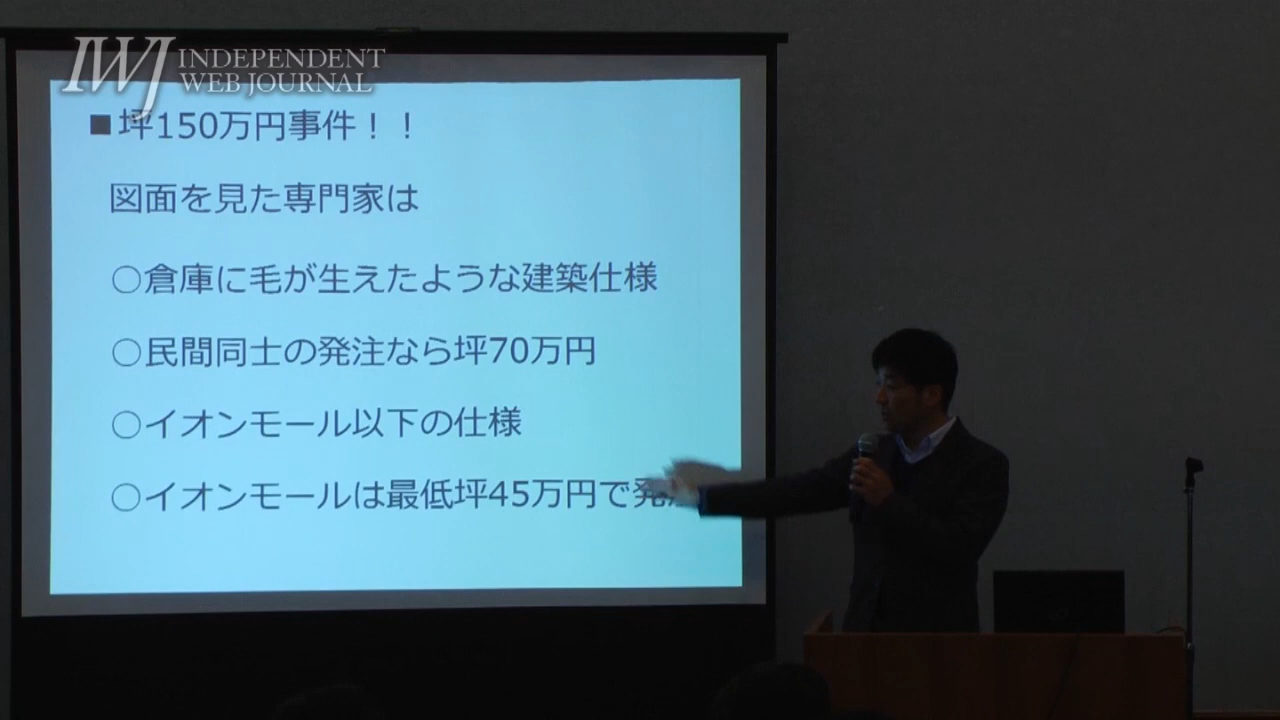 IWJ INDEPENDENT
WEB JOURNAL
■坪150万円事件！！
図面を見た専門家は
○倉庫に毛が生えたような建築仕様
○民間同士の発注なら坪70万円
○イオンモール以下の仕様
○イオンモールは最低坪45万円で発